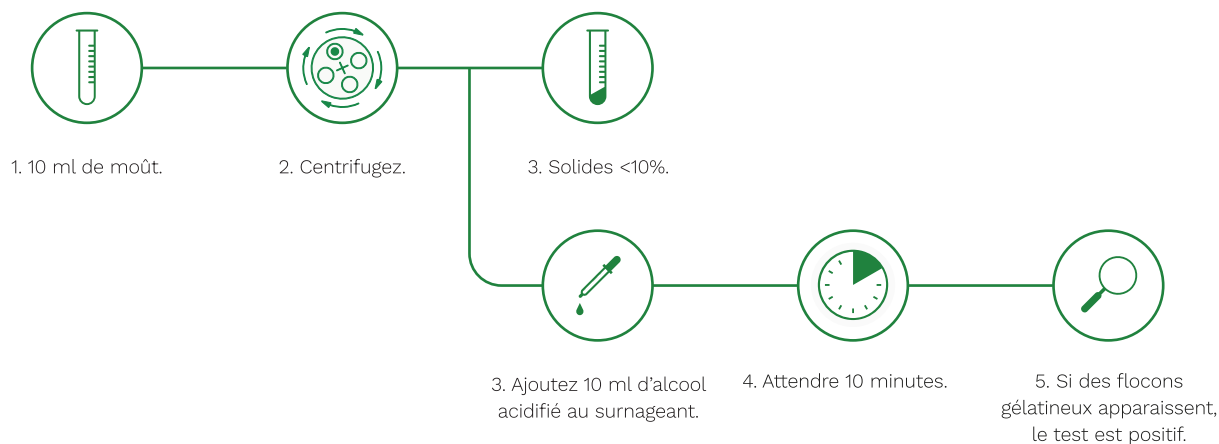 1. 10 ml de moût.
2. Centrifugez.
3. Solides <10%.
3. Ajoutez 10 ml d’alcool
acidifié au surnageant.
4. Attendre 10 minutes.
5. Si des flocons
gélatineux apparaissent,
le test est positif.